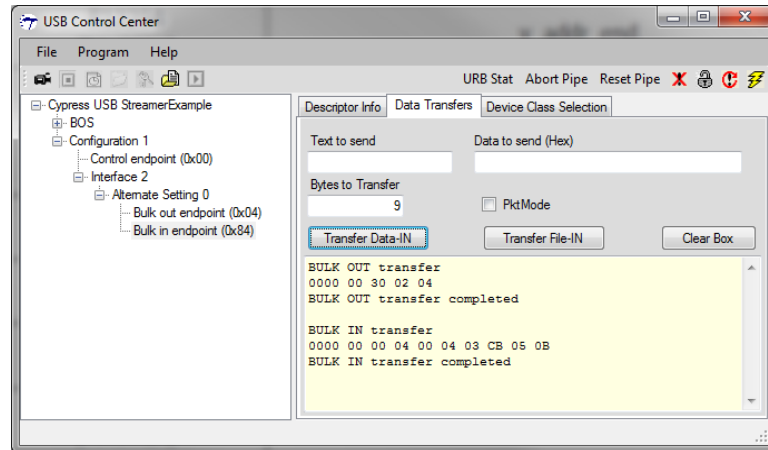 USB Control Center
File Program Help
URB Stat Abort Pipe Reset Pipe
Cypress USB StreamerExample
BOS
Configuration 1
Control endpoint (0x00)
Interface 2
Alternate Setting 0
Bulk out endpoint (0x04)
Bulk in endpoint (0x84)
Descriptor Info Data Transfers Device Class Selection
Text to send Data to send (Hex)
Bytes to Transfer
9 PktMode
Transfer Data-IN Transfer File-IN Clear Box
BULK OUT transfer
0000 00 30 02 04
BULK OUT transfer completed
BULK IN transfer
0000 00 00 04 00 04 03 CB 05 0B
BULK IN transfer completed